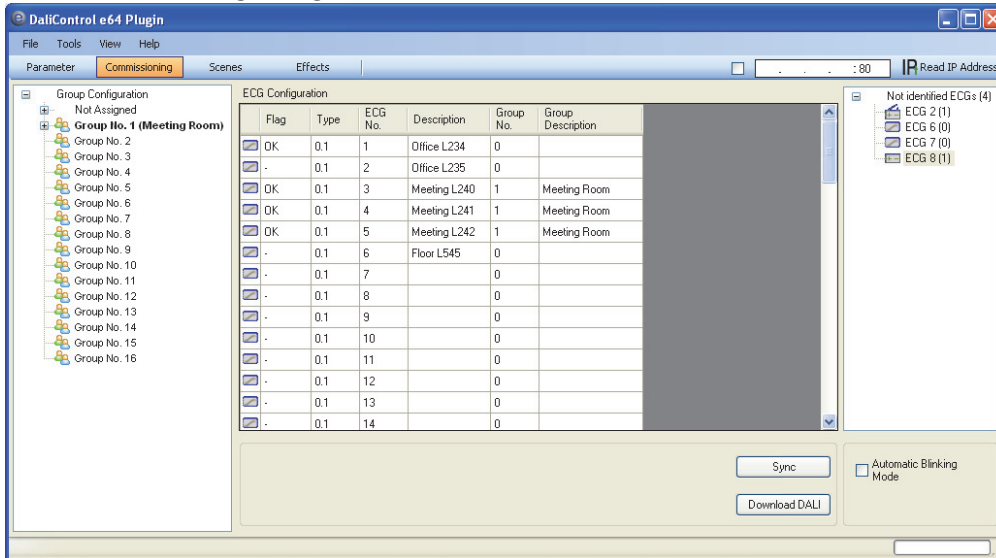 DaliControl e64 Plugin
File Tools View Help
Parameter Commissioning Scenes Effects . . . :80 Read IP Address
Group Configuration
Not Assigned
Group No. 1 (Meeting Room)
Group No. 2
Group No. 3
Group No. 4
Group No. 5
Group No. 6
Group No. 7
Group No. 8
Group No. 9
Group No. 10
Group No. 11
Group No. 12
Group No. 13
Group No. 14
Group No. 15
Group No. 16
ECG Configuration
Flag Type ECG No. Description Group No. Group Description
OK 0.1 1 Office L234 0
- 0.1 2 Office L235 0
OK 0.1 3 Meeting L240 1 Meeting Room
OK 0.1 4 Meeting L241 1 Meeting Room
OK 0.1 5 Meeting L242 1 Meeting Room
- 0.1 6 Floor L545 0
- 0.1 7 0
- 0.1 8 0
- 0.1 9 0
- 0.1 10 0
- 0.1 11 0
- 0.1 12 0
- 0.1 13 0
- 0.1 14 0
Sync
Download DALI
Not identified ECGs (4)
ECG 2 (1)
ECG 6 (0)
ECG 7 (0)
ECG 8 (1)
Automatic Blinking
Mode